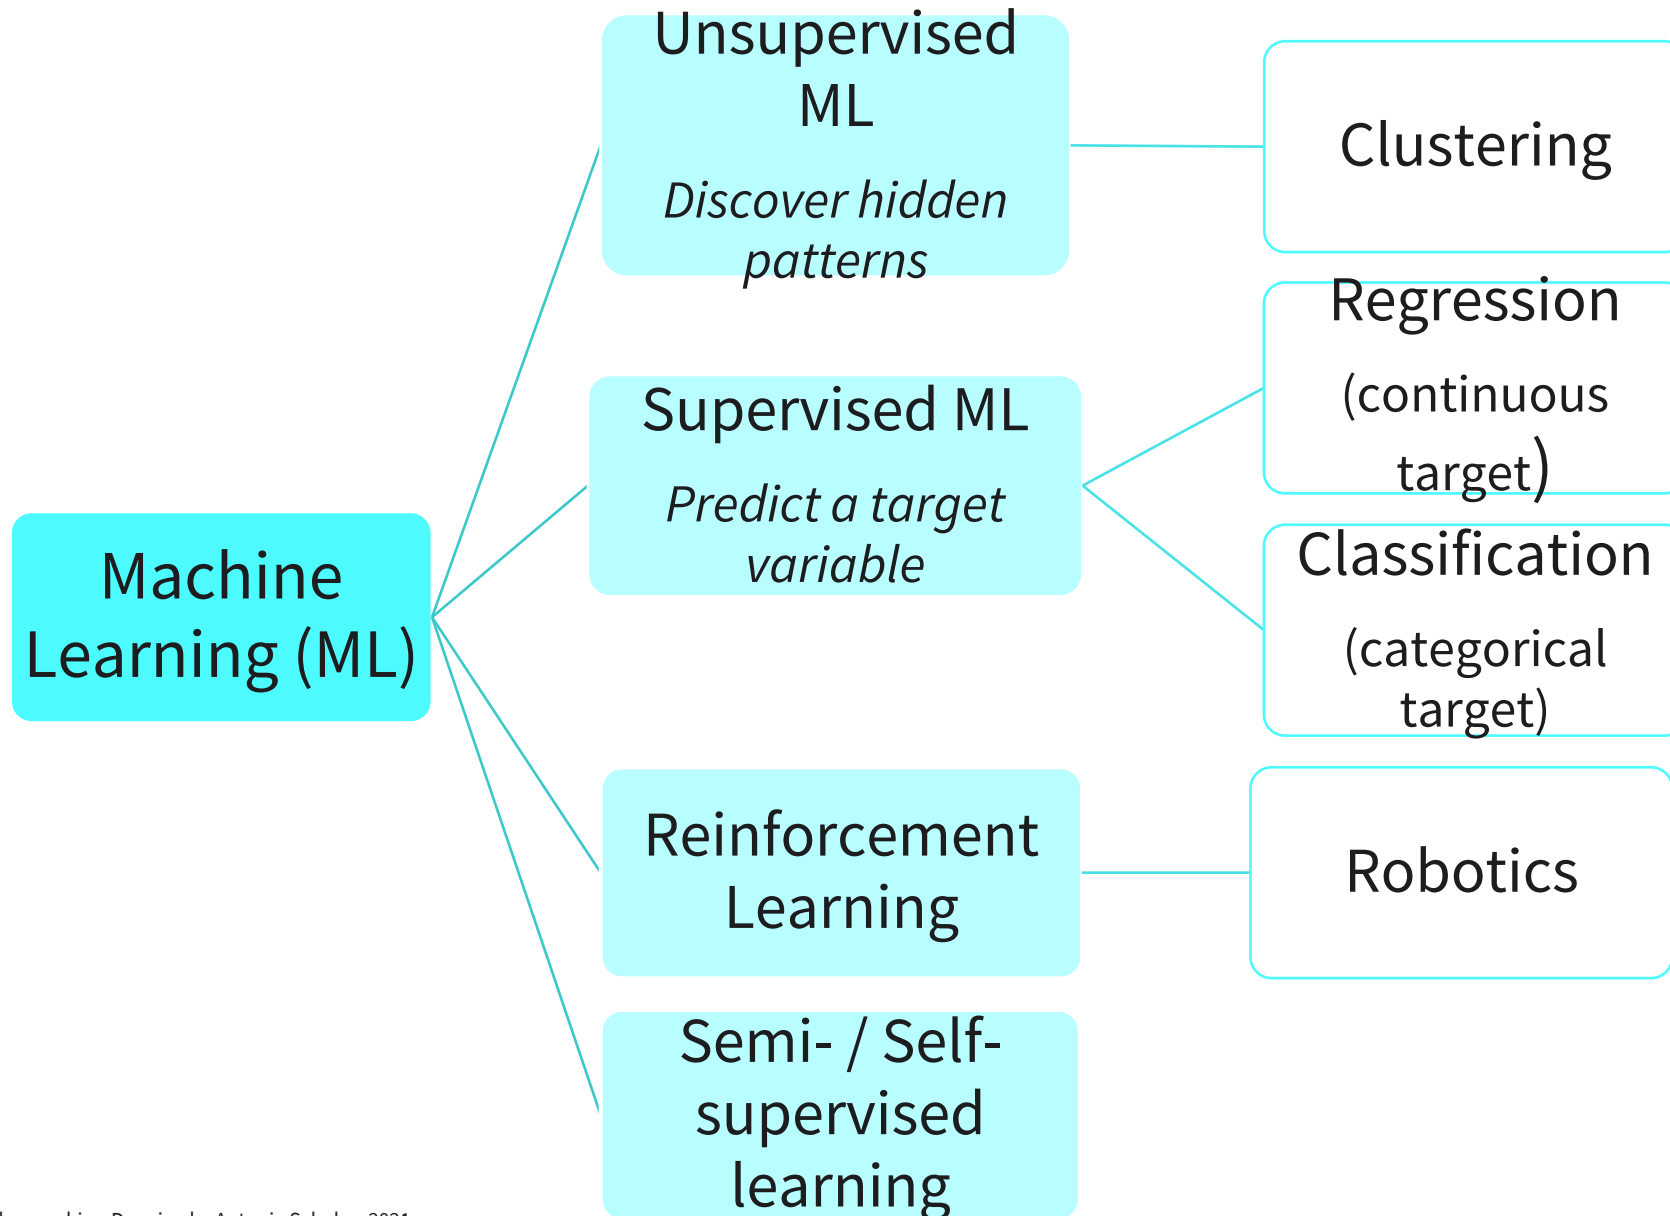 Unsupervised
ML
Discover hidden
patterns
Clustering
Regression
(continuous
target)
Supervised ML
Predict a target
variable
Classification
(categorical
target)
Machine
Learning (ML)
Reinforcement
Learning
Robotics
Semi- / Self-
supervised
learning
2021